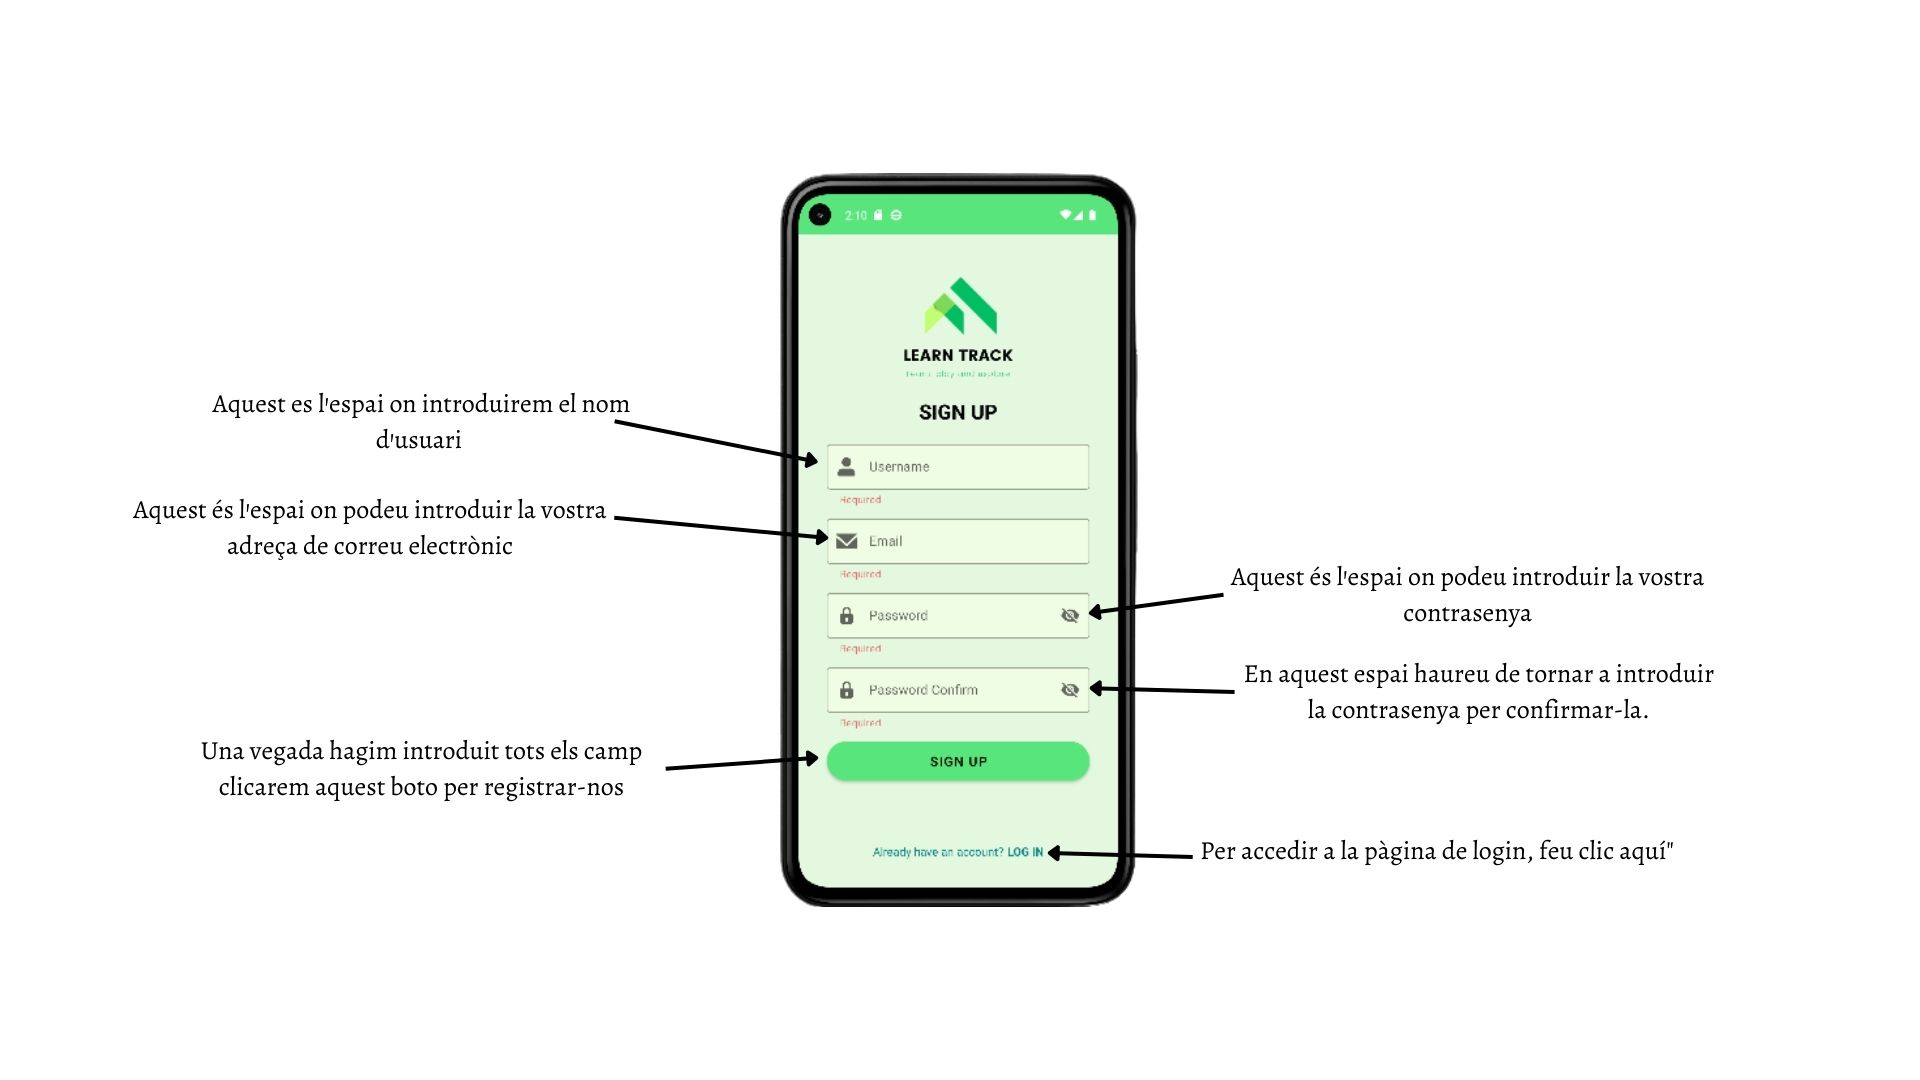 2:10
LEARN TRACK
SIGN UP
Aquest es l'espai on introduirem el nom
d'usuari
Username
Required
Aquest és l'espai on podeu introduir la vostra
adreça de correu electrònic
Email
Required
Aquest és l'espai on podeu introduir la vostra
contrasenya
Password
Required
En aquest espai haureu de tornar a introduir
la contrasenya per confirmar-la.
Password Confirm
Required
Una vegada hagim introduit tots els camp
clicarem aquest boto per registrar-nos
SIGN UP
Already have an account? LOG IN
Per accedir a la pàgina de login, feu clic aquí"